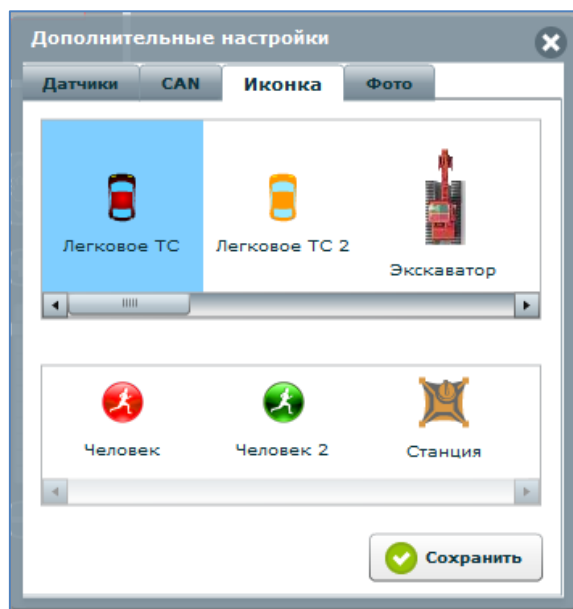 Дополнительные настройки
Датчики CAN Иконка Фото
Легковое ТС Легковое ТС 2 Экскаватор
Человек Человек 2 Станция
Сохранить